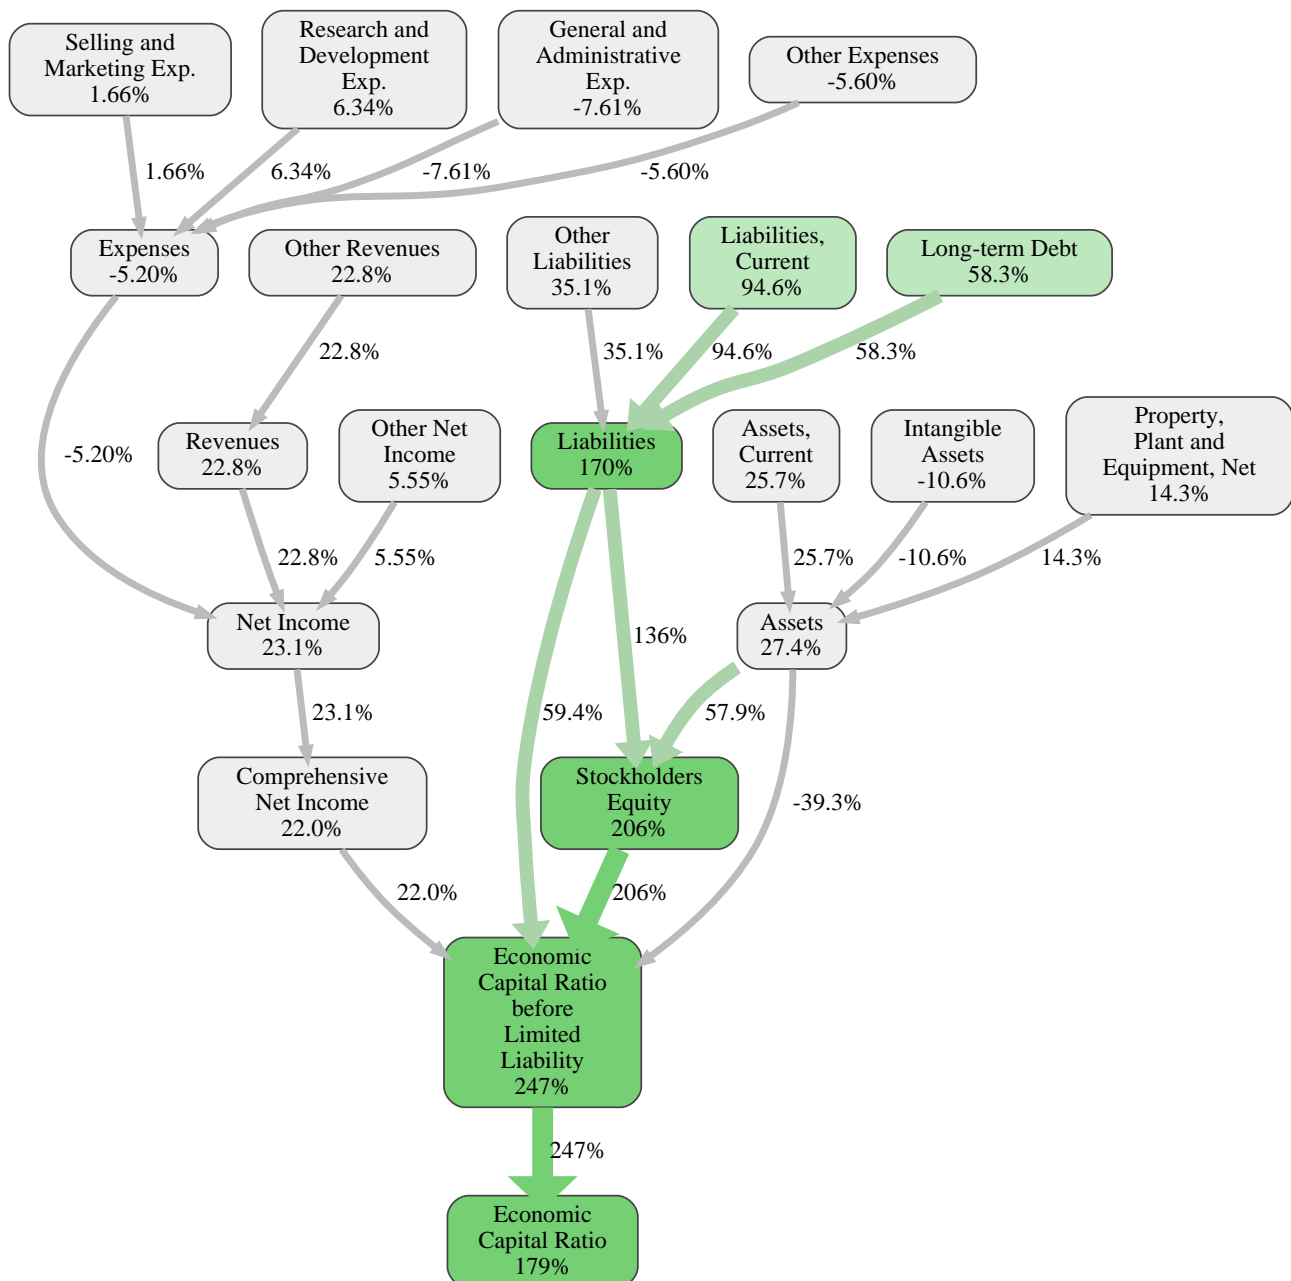 Selling and
Marketing Exp.
1.66%
Research and
Development
Exp.
6.34%
General and
Administrative
Exp.
-7.61%
Other Expenses
-5.60%
1.66%
6.34%
-7.61%
-5.60%
Expenses
-5.20%
Other Revenues
22.8%
Other
Liabilities
35.1%
Liabilities,
Current
94.6%
Long-term Debt
58.3%
22.8%
35.1%
94.6%
58.3%
-5.20%
Revenues
22.8%
Other Net
Income
5.55%
Liabilities
170%
Assets,
Current
25.7%
Intangible
Assets
-10.6%
Property,
Plant and
Equipment, Net
14.3%
22.8%
5.55%
25.7%
-10.6%
14.3%
Net Income
23.1%
136%
Assets
27.4%
23.1%
59.4%
57.9%
Comprehensive
Net Income
22.0%
Stockholders
Equity
206%
-39.3%
22.0%
206%
Economic
Capital Ratio
before
Limited
Liability
247%
247%
Economic
Capital Ratio
179%